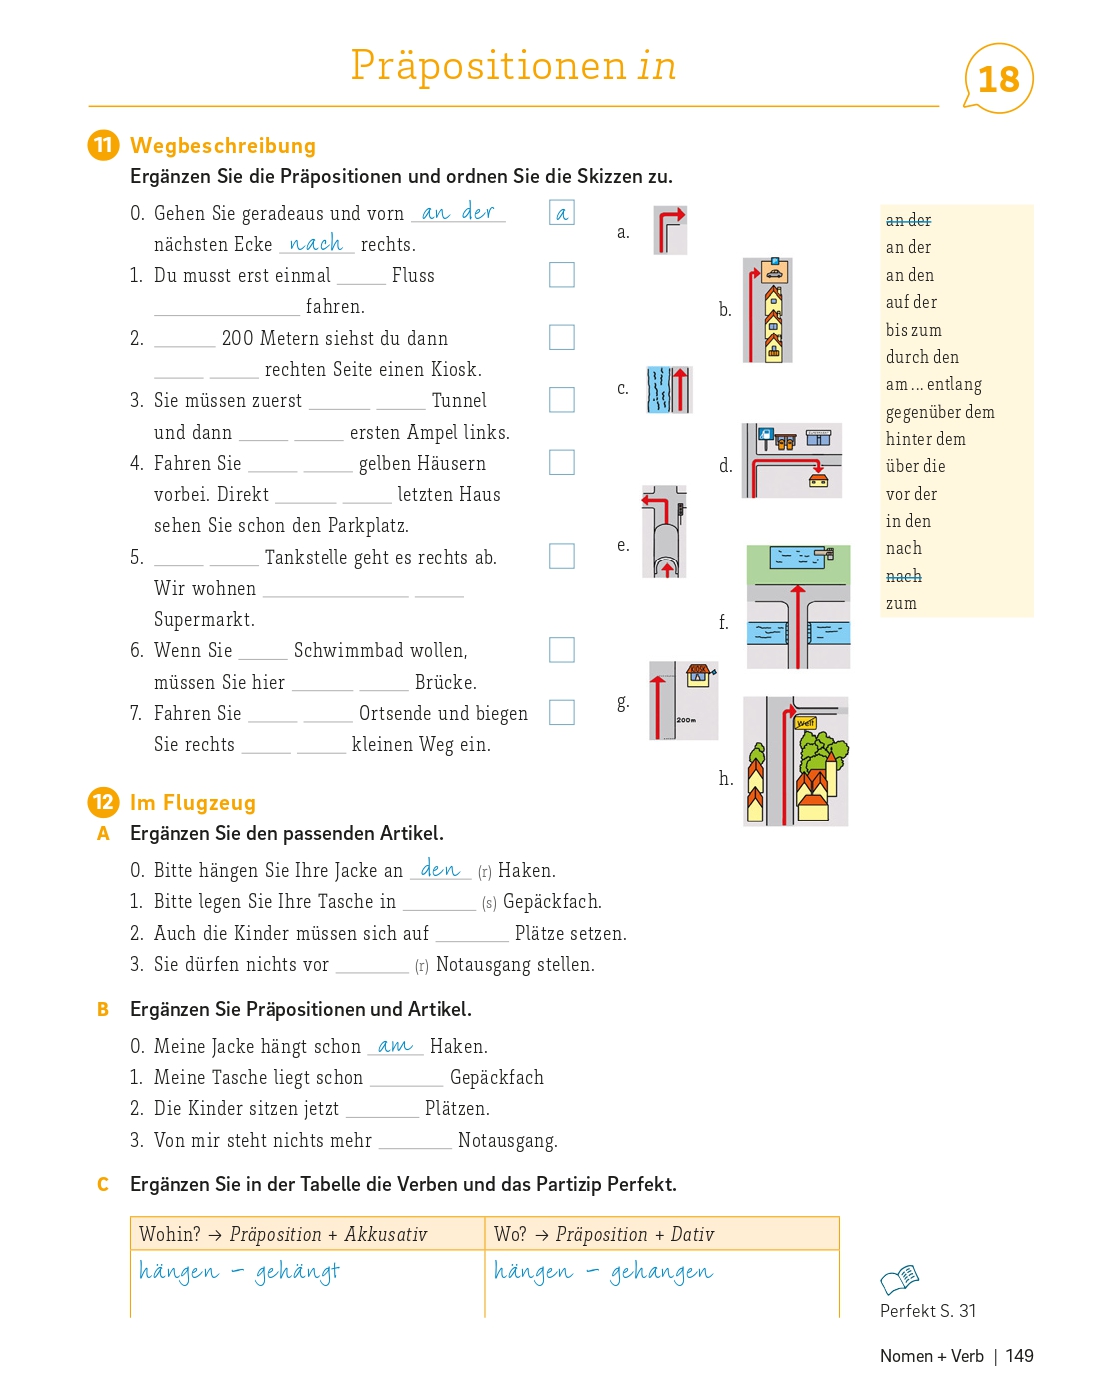 Präpositionen in
18
11 Wegbeschreibung
Ergänzen Sie die Präpositionen und ordnen Sie die Skizzen zu.
0. Gehen Sie geradeaus und vorn an der a
nächsten Ecke nach rechts.
1. Du musst erst einmal _____ Fluss
_______________ fahren.
2. ______ 200 Metern siehst du dann
_____ _____ rechten Seite einen Kiosk.
3. Sie müssen zuerst ______ _____ Tunnel
und dann _____ _____ ersten Ampel links.
4. Fahren Sie _____ _____ gelben Häusern
vorbei. Direkt ______ _____ letzten Haus
sehen Sie schon den Parkplatz.
5. _____ _____ Tankstelle geht es rechts ab.
Wir wohnen _______________ _____
Supermarkt.
6. Wenn Sie _____ Schwimmbad wollen,
müssen Sie hier ______ _____ Brücke.
7. Fahren Sie _____ _____ Ortsende und biegen
Sie rechts _____ _____ kleinen Weg ein.
a.
b.
c.
d.
e.
f.
g.
200m
h.
an der
an der
an den
auf der
bis zum
durch den
am ... entlang
gegenüber dem
hinter dem
über die
vor der
in den
nach
nach
zum
12 Im Flugzeug
A Ergänzen Sie den passenden Artikel.
0. Bitte hängen Sie Ihre Jacke an den (r) Haken.
1. Bitte legen Sie Ihre Tasche in ________ (s) Gepäckfach.
2. Auch die Kinder müssen sich auf ________ Plätze setzen.
3. Sie dürfen nichts vor ________ (r) Notausgang stellen.
B Ergänzen Sie Präpositionen und Artikel.
0. Meine Jacke hängt schon am Haken.
1. Meine Tasche liegt schon ________ Gepäckfach
2. Die Kinder sitzen jetzt ________ Plätzen.
3. Von mir steht nichts mehr ________ Notausgang.
C Ergänzen Sie in der Tabelle die Verben und das Partizip Perfekt.
Wohin? → Präposition + Akkusativ Wo? → Präposition + Dativ
hängen – gehängt hängen – gehangen
Perfekt S. 31
Nomen + Verb | 149